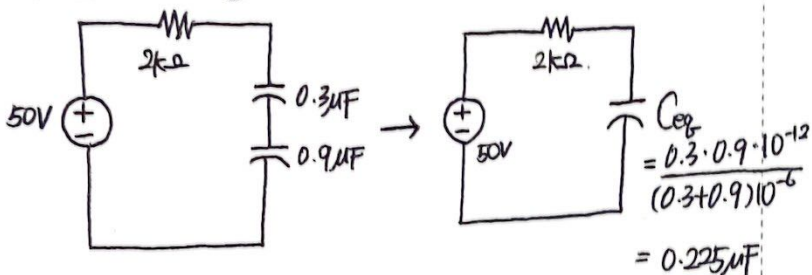 2kΩ
50V
+
-
0.3μF
0.9μF
→
2kΩ.
+
-
50V
Ceq
= 0.3·0.9·10⁻¹² / (0.3+0.9)10⁻⁶
= 0.225μF